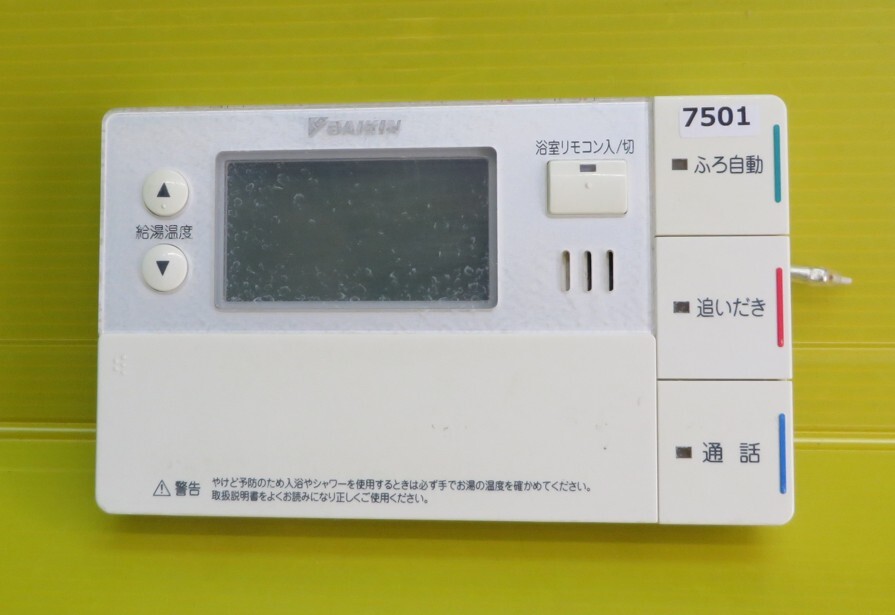 DAIKIN
7501
浴室リモコン入/切
ふろ自動
給湯温度
追いだき
通話
警告 やけど予防のため入浴やシャワーを使用するときは必ず手でお湯の温度を確かめてください。
取扱説明書をよくお読みになり正しくご使用ください。